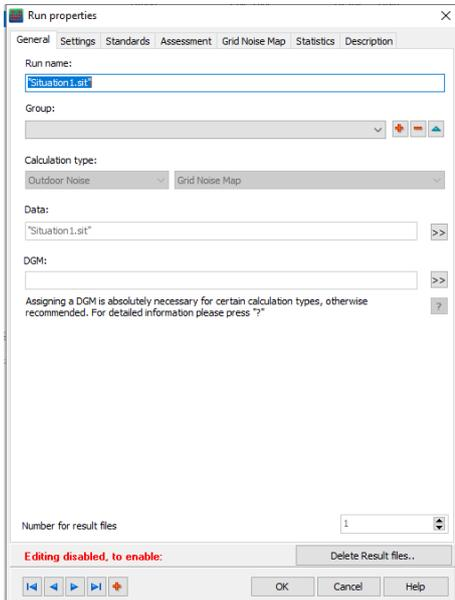 Run properties
General Settings Standards Assessment Grid Noise Map Statistics Description
Run name:
"Situation1.sit"
Group:
Calculation type:
Outdoor Noise Grid Noise Map
Data:
"Situation1.sit"
>>
DGM:
>>
Assigning a DGM is absolutely necessary for certain calculation types, otherwise
recommended. For detailed information please press "?"
?
Number for result files 1
Editing disabled, to enable: Delete Result files..
OK Cancel Help